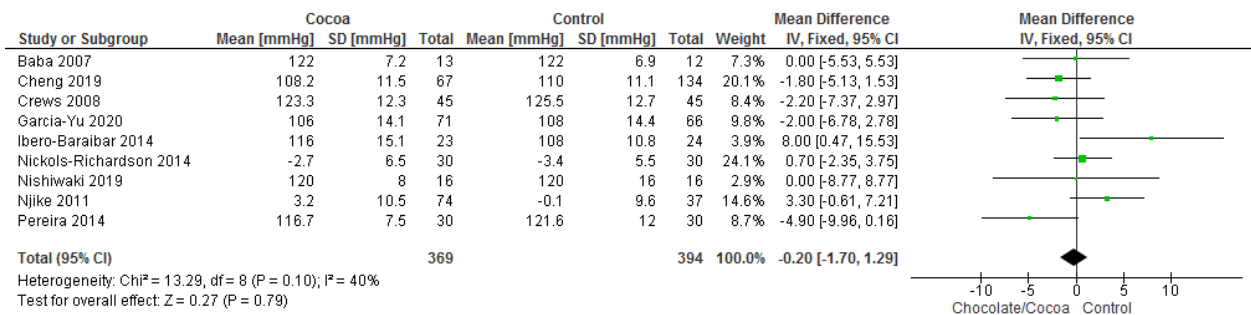 Cocoa Control Mean Difference Mean Difference
Study or Subgroup Mean [mmHg] SD [mmHg] Total Mean [mmHg] SD [mmHg] Total Weight IV, Fixed, 95% CI IV, Fixed, 95% CI
Baba 2007 122 7.2 13 122 6.9 12 7.3% 0.00 [-5.53, 5.53]
Cheng 2019 108.2 11.5 67 110 11.1 134 20.1% -1.80 [-5.13, 1.53]
Crews 2008 123.3 12.3 45 125.5 12.7 45 8.4% -2.20 [-7.37, 2.97]
Garcia-Yu 2020 106 14.1 71 108 14.4 66 9.8% -2.00 [-6.78, 2.78]
Ibero-Baraibar 2014 116 15.1 23 108 10.8 24 3.9% 8.00 [0.47, 15.53]
Nickols-Richardson 2014 -2.7 6.5 30 -3.4 5.5 30 24.1% 0.70 [-2.35, 3.75]
Nishiwaki 2019 120 8 16 120 16 16 2.9% 0.00 [-8.77, 8.77]
Njike 2011 3.2 10.5 74 -0.1 9.6 37 14.6% 3.30 [-0.61, 7.21]
Pereira 2014 116.7 7.5 30 121.6 12 30 8.7% -4.90 [-9.96, 0.16]
Total (95% CI) 369 394 100.0% -0.20 [-1.70, 1.29]
Heterogeneity: Chi² = 13.29, df = 8 (P = 0.10); I² = 40%
Test for overall effect: Z = 0.27 (P = 0.79)
-10 -5 0 5 10
Chocolate/Cocoa Control